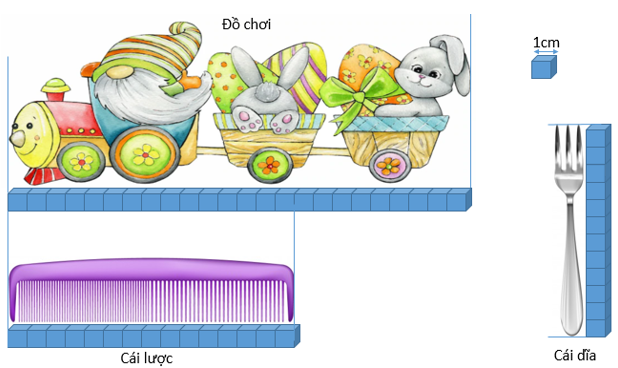 Đồ chơi
1cm
Cái lược
Cái dĩa